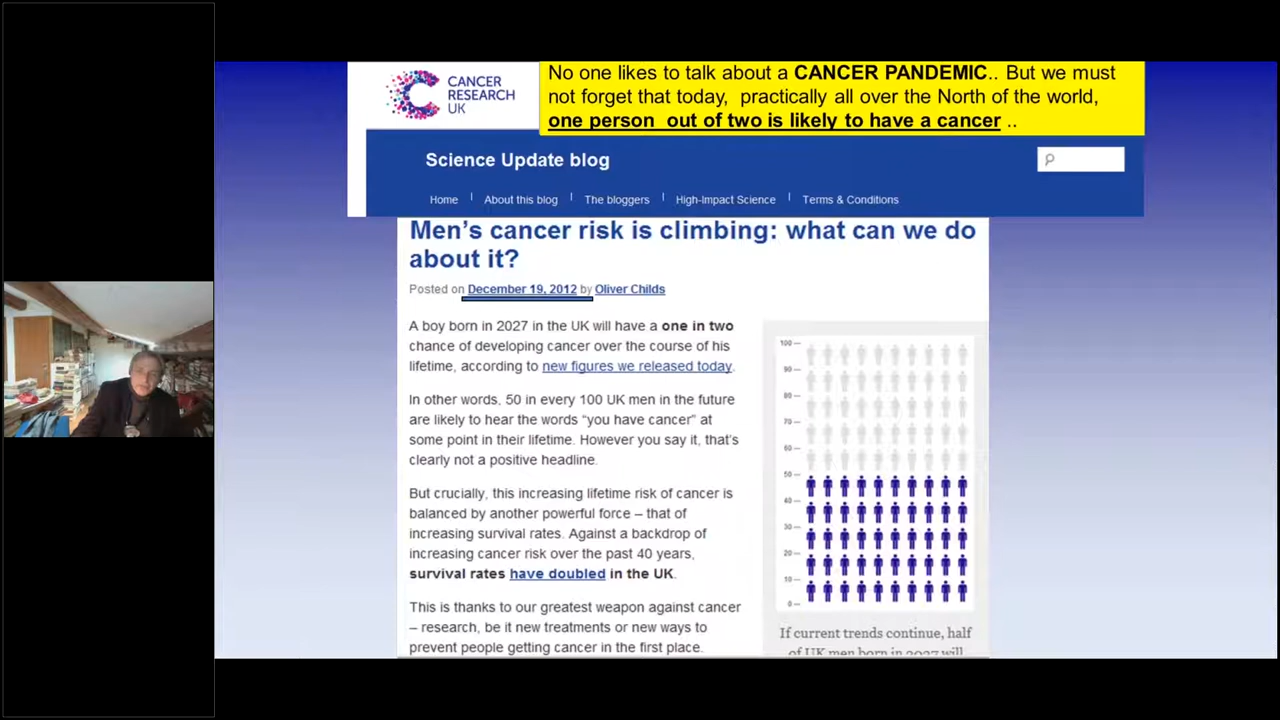 CANCER
RESEARCH
UK
No one likes to talk about a CANCER PANDEMIC.. But we must
not forget that today, practically all over the North of the world,
one person out of two is likely to have a cancer ..
Science Update blog
Home
About this blog
The bloggers
High-Impact Science
Terms & Conditions
Men's cancer risk is climbing: what can we do
about it?
Posted on December 19, 2012 by Oliver Childs
A boy born in 2027 in the UK will have a one in two
chance of developing cancer over the course of his
lifetime, according to new figures we released today.
In other words, 50 in every 100 UK men in the future
are likely to hear the words “you have cancer” at
some point in their lifetime. However you say it, that's
clearly not a positive headline.
But crucially, this increasing lifetime risk of cancer is
balanced by another powerful force – that of
increasing survival rates. Against a backdrop of
increasing cancer risk over the past 40 years,
survival rates have doubled in the UK.
This is thanks to our greatest weapon against cancer
– research, be it new treatments or new ways to
prevent people getting cancer in the first place.
100
90
80
70
60
50
40
30
20
10
0
If current trends continue, half
of UK men born in 2027 will